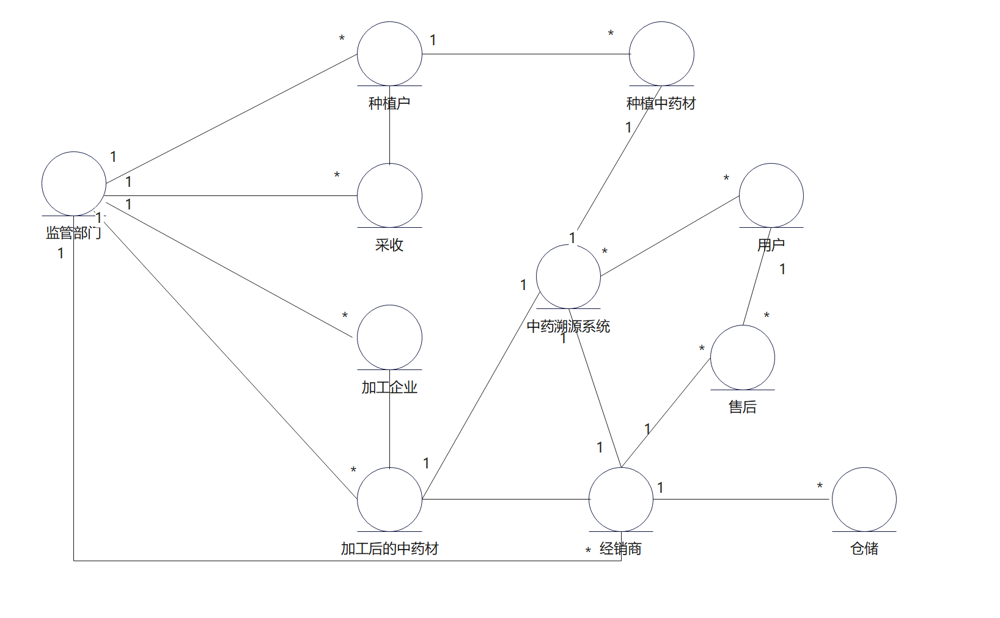 * 1 *
种植户 种植中药材
1
1
* 1 *
1
1
监管部门 采收 1 * 用户
1 1
1
* *
中药溯源系统
1 *
加工企业
售后
1
1
* 1
1 *
加工后的中药材 * 经销商 仓储